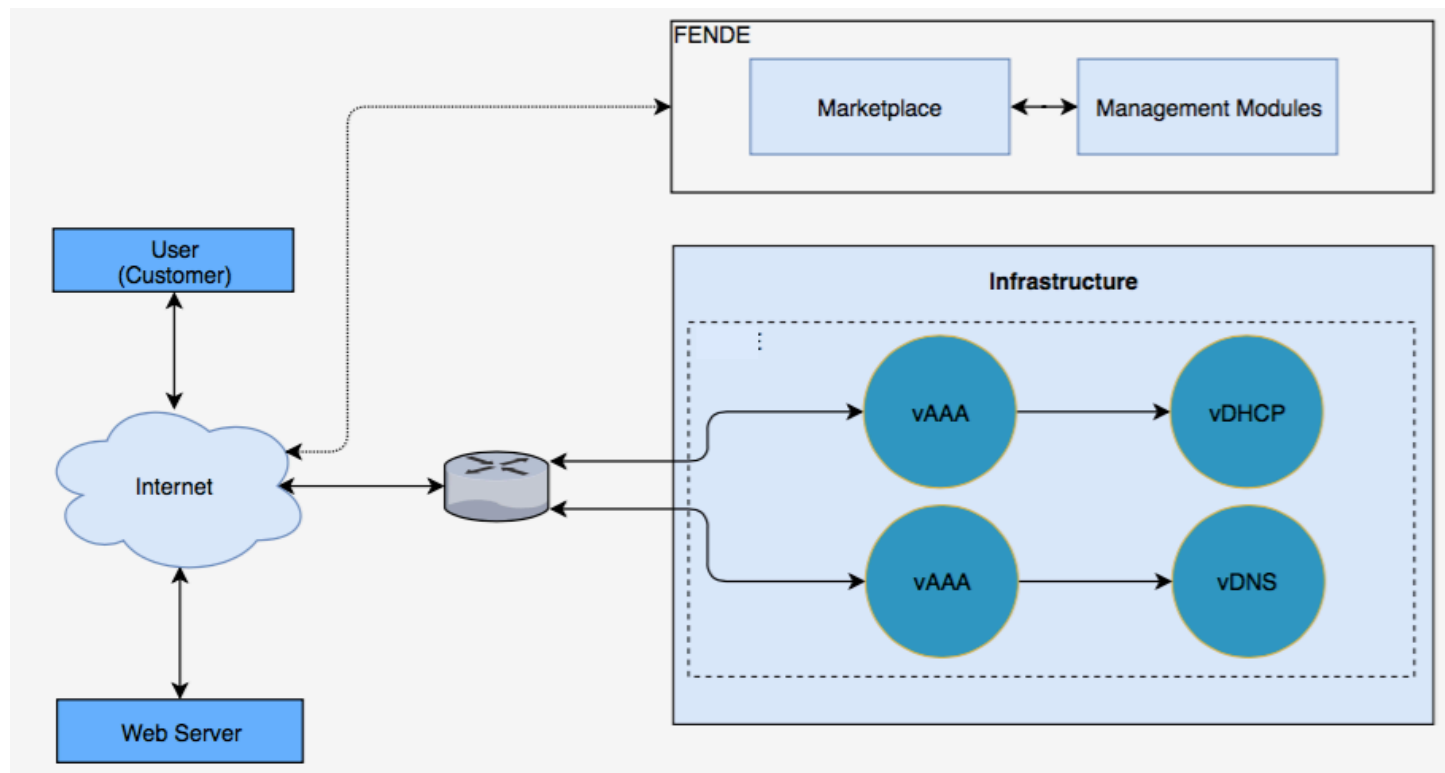 FENDE
Marketplace
Management Modules
User
(Customer)
Infrastructure
vAAA
vDHCP
Internet
vAAA
vDNS
Web Server